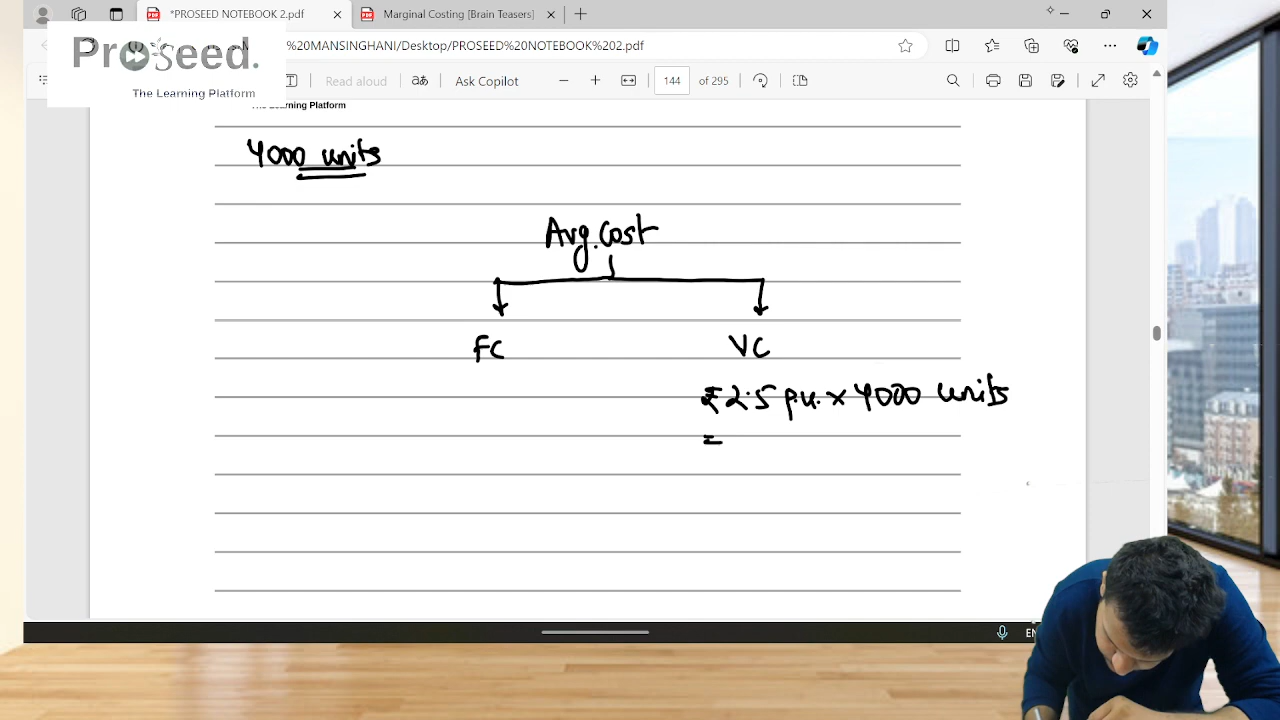 *PROSEED NOTEBOOK 2.pdf
Marginal Costing [Brain Teasers]
%20MANSINGHANI/Desktop
PROSEED%20NOTEBOOK%202.pdf
Proseed.
The Learning Platform
Read aloud
Ask Copilot
144 of 295
4000 units
Avg. Cost
FC VC
₹2.5 p.u. × 4000 units
=